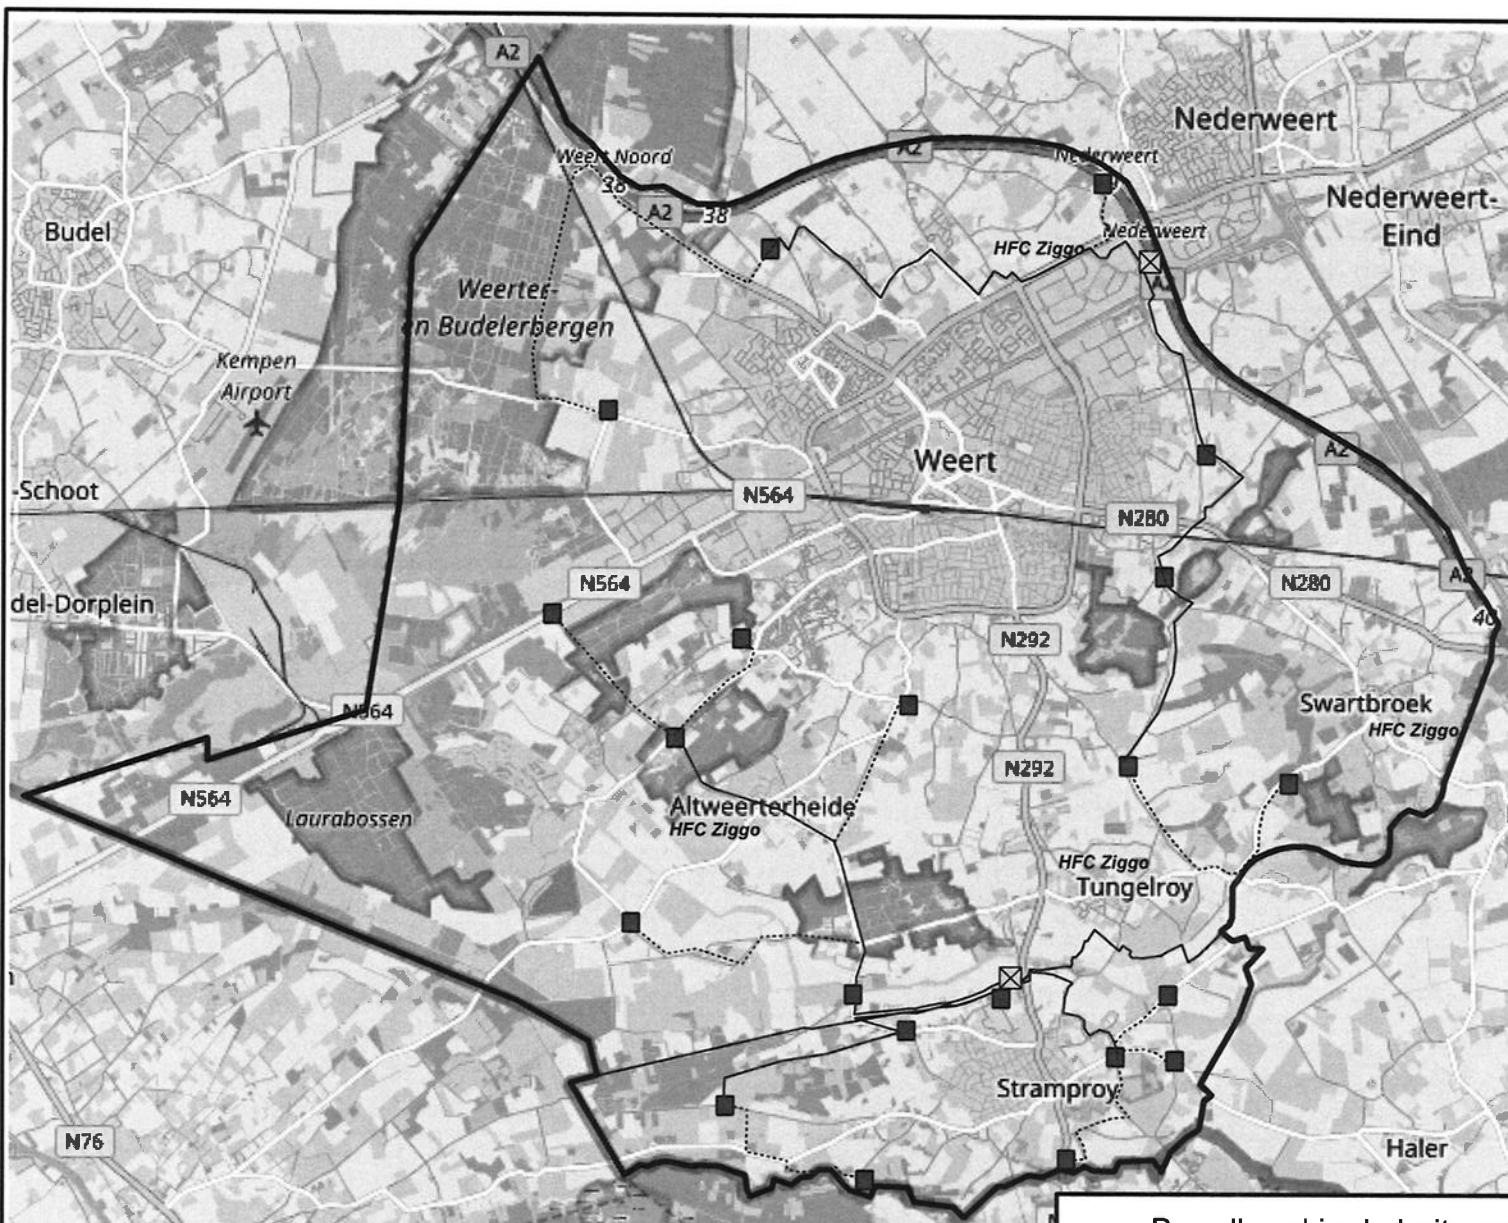 A2
Nederweert
Weert Noord
A2
Nederweert
38
A2
38
Nederweert-
Eind
Budel
Nederweert
HFC Ziggo
Weerter-
en Budelerbergen
Kempen
Airport
A2
Weert
-Schoot
N564
N280
A2
N564
N280
del-Dorplein
40
N292
N564
Swartbroek
HFC Ziggo
N292
N564
Altweerterheide
HFC Ziggo
Laurabossen
HFC Ziggo
Tungelroy
Stramproy
N76
Haler